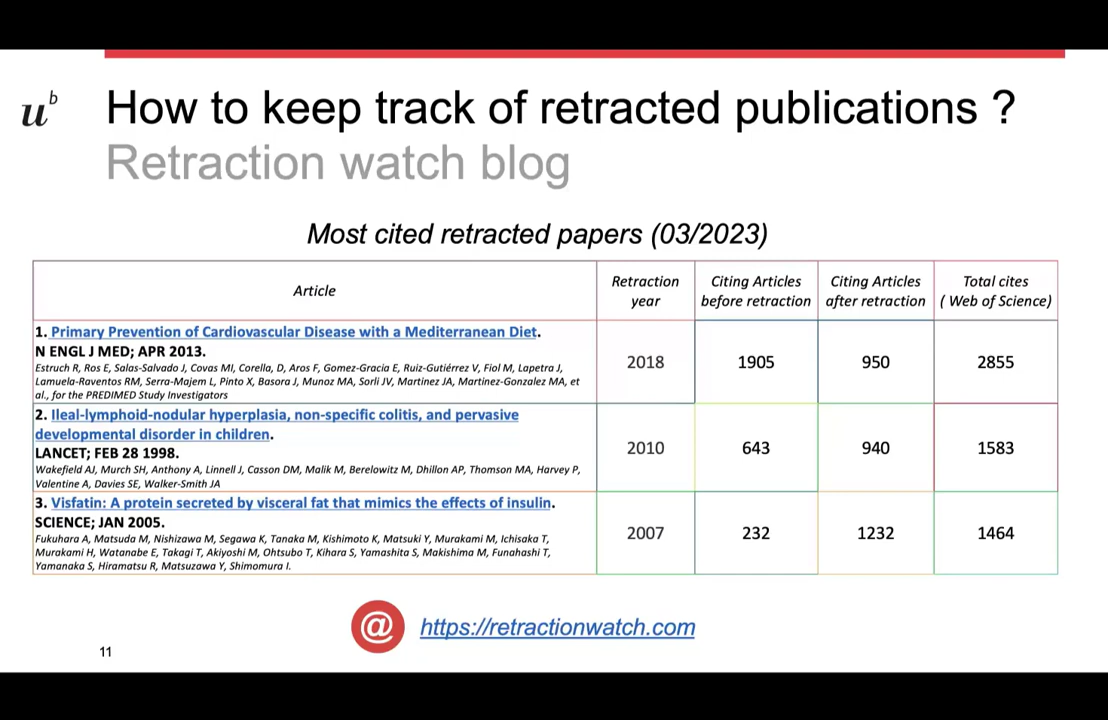 u^b
How to keep track of retracted publications ?
Retraction watch blog
Most cited retracted papers (03/2023)
Article
Retraction
year
Citing Articles
before retraction
Citing Articles
after retraction
Total cites
( Web of Science)
1. Primary Prevention of Cardiovascular Disease with a Mediterranean Diet.
N ENGL J MED; APR 2013.
Estruch R, Ros E, Salas-Salvado J, Covas MI, Corella, D, Aros F, Gomez-Gracia E, Ruiz-Gutiérrez V, Fiol M, Lapetra J,
Lamuela-Raventos RM, Serra-Majem L, Pinto X, Basora J, Munoz MA, Sorli JV, Martinez JA, Martinez-Gonzalez MA, et
al., for the PREDIMED Study Investigators
2018
1905
950
2855
2. Ileal-lymphoid-nodular hyperplasia, non-specific colitis, and pervasive
developmental disorder in children.
LANCET; FEB 28 1998.
Wakefield AJ, Murch SH, Anthony A, Linnell J, Casson DM, Malik M, Berelowitz M, Dhillon AP, Thomson MA, Harvey P,
Valentine A, Davies SE, Walker-Smith JA
2010
643
940
1583
3. Visfatin: A protein secreted by visceral fat that mimics the effects of insulin.
SCIENCE; JAN 2005.
Fukuhara A, Matsuda M, Nishizawa M, Segawa K, Tanaka M, Kishimoto K, Matsuki Y, Murakami M, Ichisaka T,
Murakami H, Watanabe E, Takagi T, Akiyoshi M, Ohtsubo T, Kihara S, Yamashita S, Makishima M, Funahashi T,
Yamanaka S, Hiramatsu R, Matsuzawa Y, Shimomura I.
2007
232
1232
1464
@ https://retractionwatch.com
11